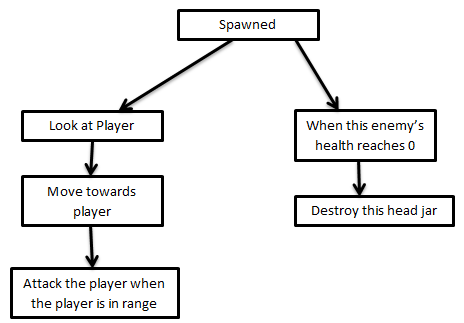 Spawned
Look at Player
When this enemy's
health reaches 0
Move towards
player
Destroy this head jar
Attack the player when
the player is in range